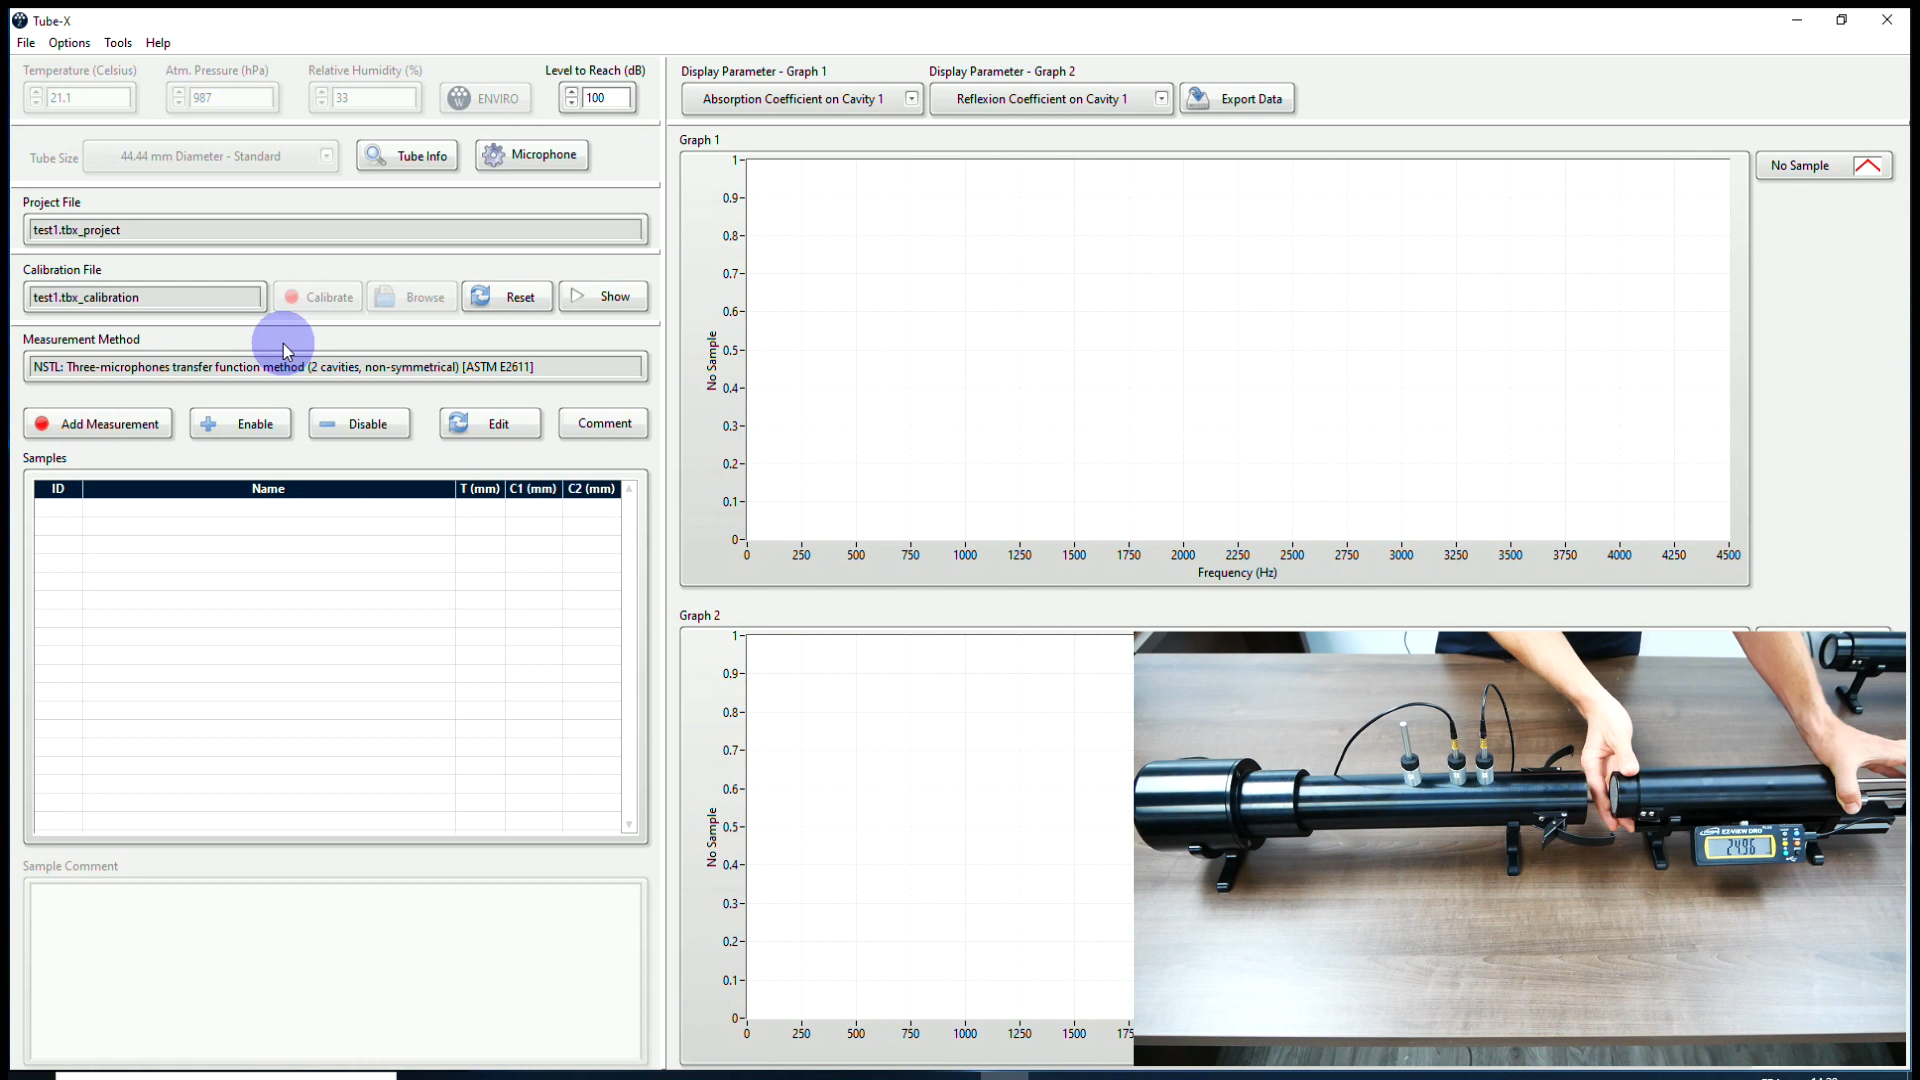 Tube-X
File Options Tools Help
Temperature (Celsius) Atm. Pressure (hPa) Relative Humidity (%) Level to Reach (dB)
21.1 987 33 ENVIRO 100
Tube Size 44.44 mm Diameter - Standard Tube Info Microphone
Project File
test1.tbx_project
Calibration File
test1.tbx_calibration Calibrate Browse Reset Show
Measurement Method
NSTL: Three-microphones transfer function method (2 cavities, non-symmetrical) [ASTM E2611]
Add Measurement Enable Disable Edit Comment
Samples
ID Name T (mm) C1 (mm) C2 (mm)
Sample Comment
Display Parameter - Graph 1 Display Parameter - Graph 2
Absorption Coefficient on Cavity 1 Reflexion Coefficient on Cavity 1 Export Data
Graph 1
No Sample
1
0.9
0.8
0.7
0.6
0.5
0.4
0.3
0.2
0.1
0
No Sample
0 250 500 750 1000 1250 1500 1750 2000 2250 2500 2750 3000 3250 3500 3750 4000 4250 4500
Frequency (Hz)
Graph 2
1
0.9
0.8
0.7
0.6
0.5
0.4
0.3
0.2
0.1
0
No Sample
0 250 500 750 1000 1250 1500 175
EZ-VIEW DRO PLUS
24.96